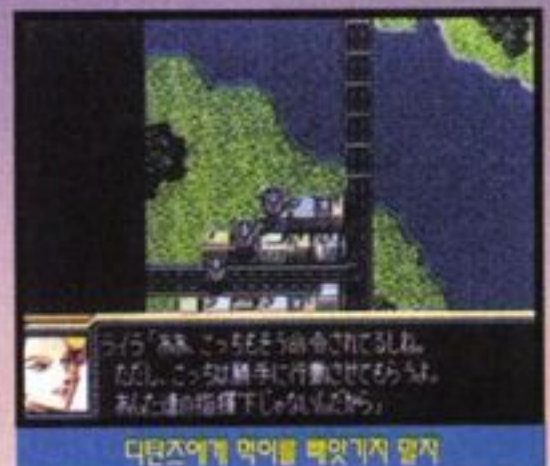 ライラ「ああ、こっちもそう命令されてるしね。
ただし、こっちは勝手に行動させてもらうよ。
あんた達の指揮下じゃないんだから」
디턴즈에게 먹이를 빼앗기지 말자